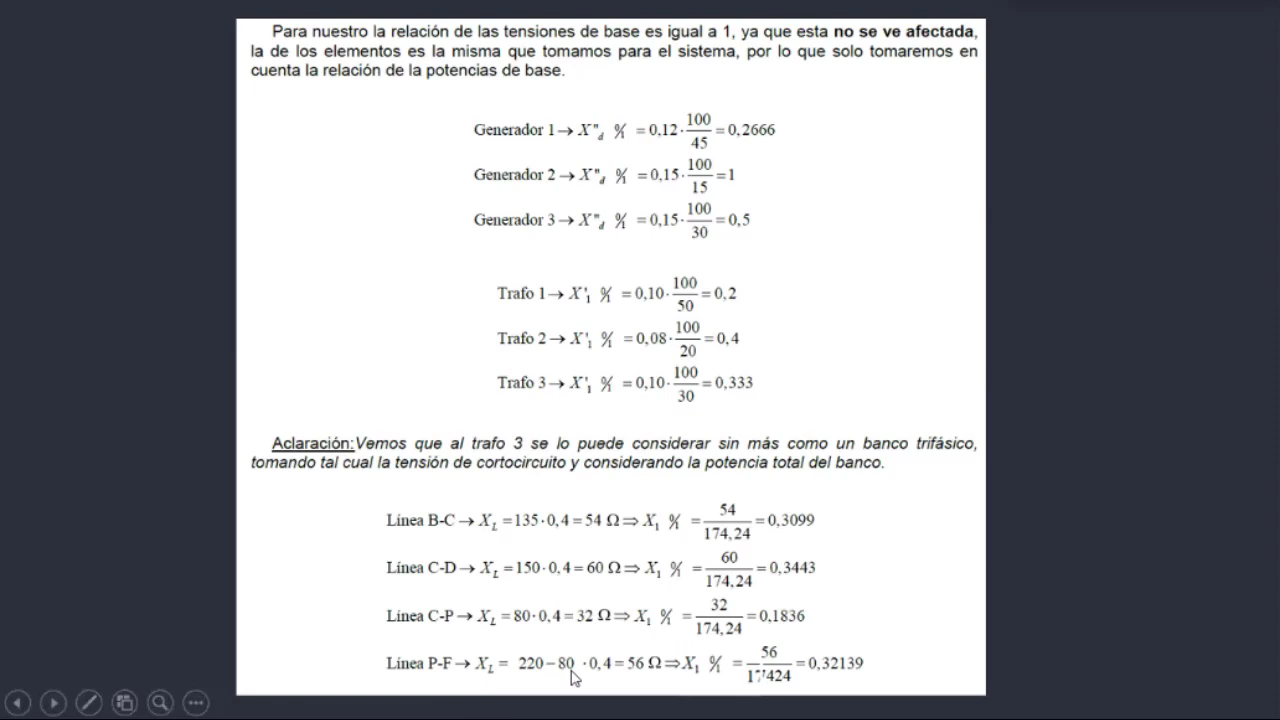 Para nuestro la relación de las tensiones de base es igual a 1, ya que esta no se ve afectada,
la de los elementos es la misma que tomamos para el sistema, por lo que solo tomaremos en
cuenta la relación de la potencias de base.
Generador 1 → X"d % = 0,12 · 100/45 = 0,2666
Generador 2 → X"d % = 0,15 · 100/15 = 1
Generador 3 → X"d % = 0,15 · 100/30 = 0,5
Trafo 1 → X'1 % = 0,10 · 100/50 = 0,2
Trafo 2 → X'1 % = 0,08 · 100/20 = 0,4
Trafo 3 → X'1 % = 0,10 · 100/30 = 0,333
Aclaración: Vemos que al trafo 3 se lo puede considerar sin más como un banco trifásico,
tomando tal cual la tensión de cortocircuito y considerando la potencia total del banco.
Línea B-C → XL = 135 · 0,4 = 54 Ω ⇒ X1 % = 54/174,24 = 0,3099
Línea C-D → XL = 150 · 0,4 = 60 Ω ⇒ X1 % = 60/174,24 = 0,3443
Línea C-P → XL = 80 · 0,4 = 32 Ω ⇒ X1 % = 32/174,24 = 0,1836
Línea P-F → XL = 220 − 80 · 0,4 = 56 Ω ⇒ X1 % = 56/ = 0,32139